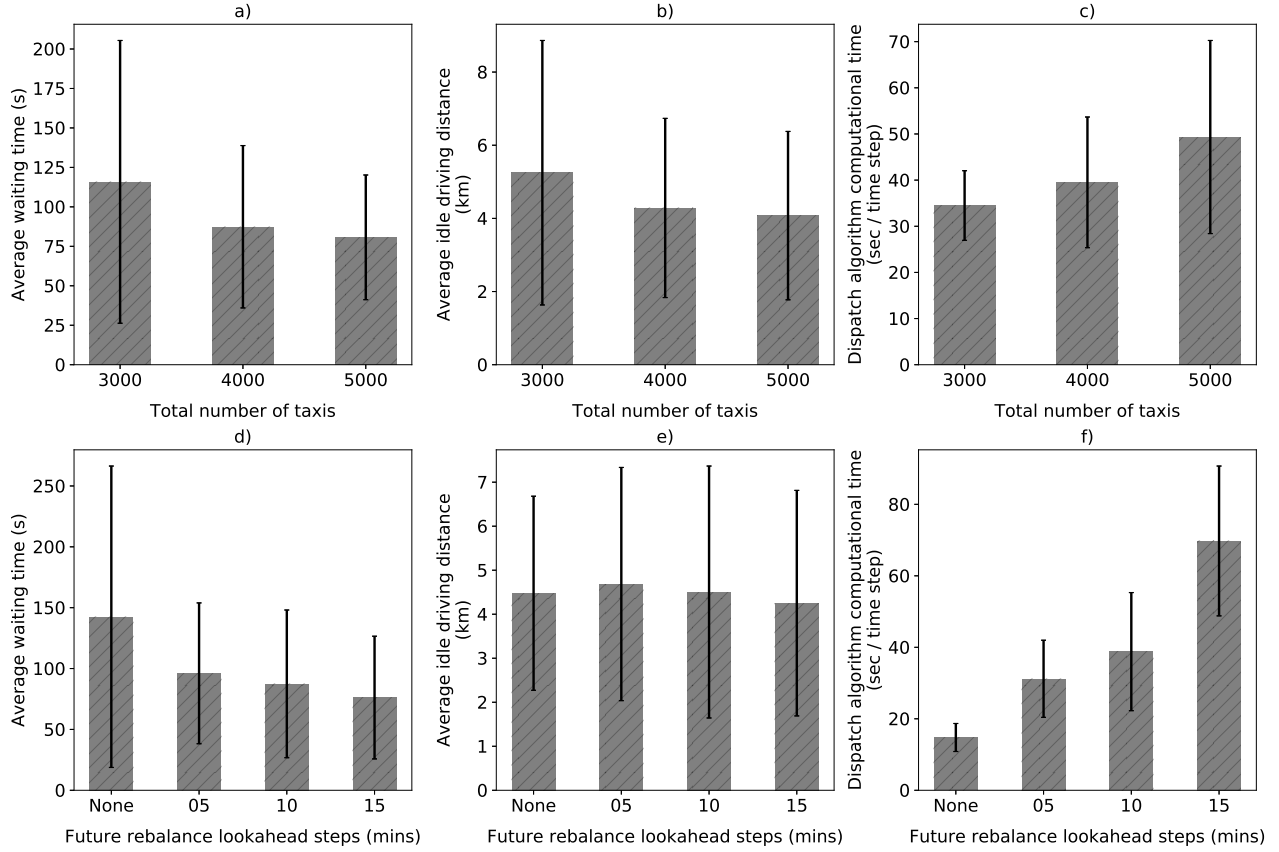 a)
Average waiting time (s)
200
175
150
125
100
75
50
25
0
3000 4000 5000
Total number of taxis
b)
Average idle driving distance
(km)
8
6
4
2
0
3000 4000 5000
Total number of taxis
c)
Dispatch algorithm computational time
(sec / time step)
70
60
50
40
30
20
10
0
3000 4000 5000
Total number of taxis
d)
Average waiting time (s)
250
200
150
100
50
0
None 05 10 15
Future rebalance lookahead steps (mins)
e)
Average idle driving distance
(km)
7
6
5
4
3
2
1
0
None 05 10 15
Future rebalance lookahead steps (mins)
f)
Dispatch algorithm computational time
(sec / time step)
80
60
40
20
0
None 05 10 15
Future rebalance lookahead steps (mins)